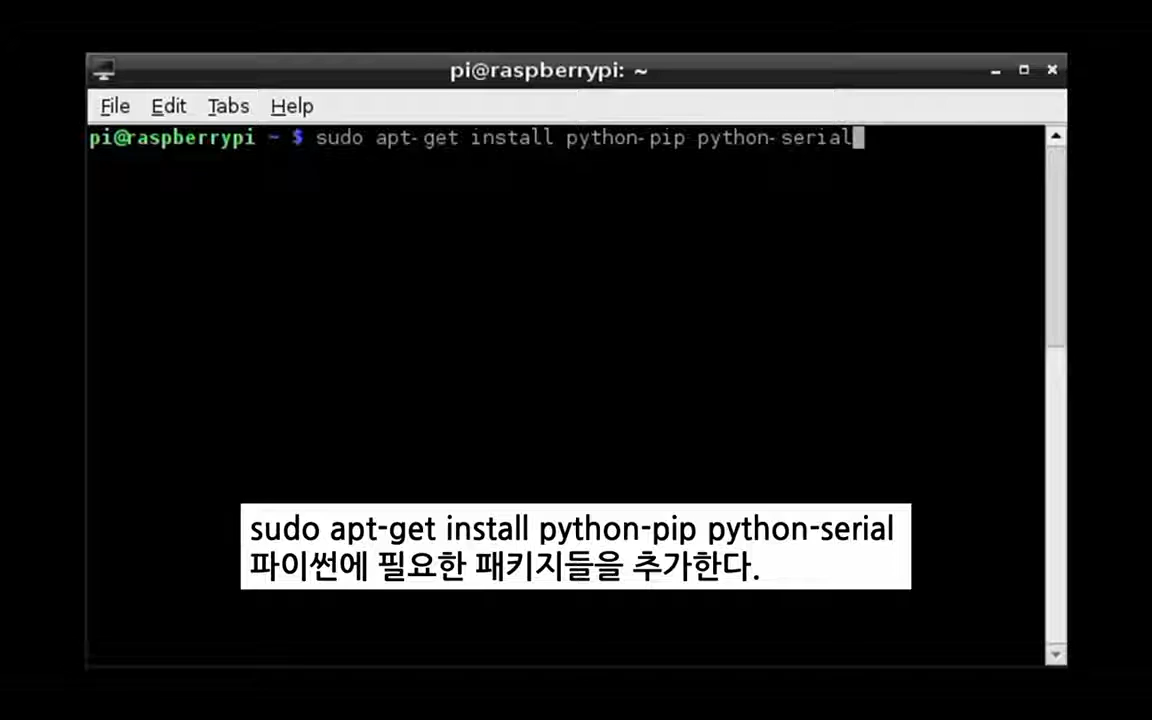 pi@raspberrypi: ~
File Edit Tabs Help
pi@raspberrypi ~ $ sudo apt-get install python-pip python-serial
sudo apt-get install python-pip python-serial
파이썬에 필요한 패키지들을 추가한다.